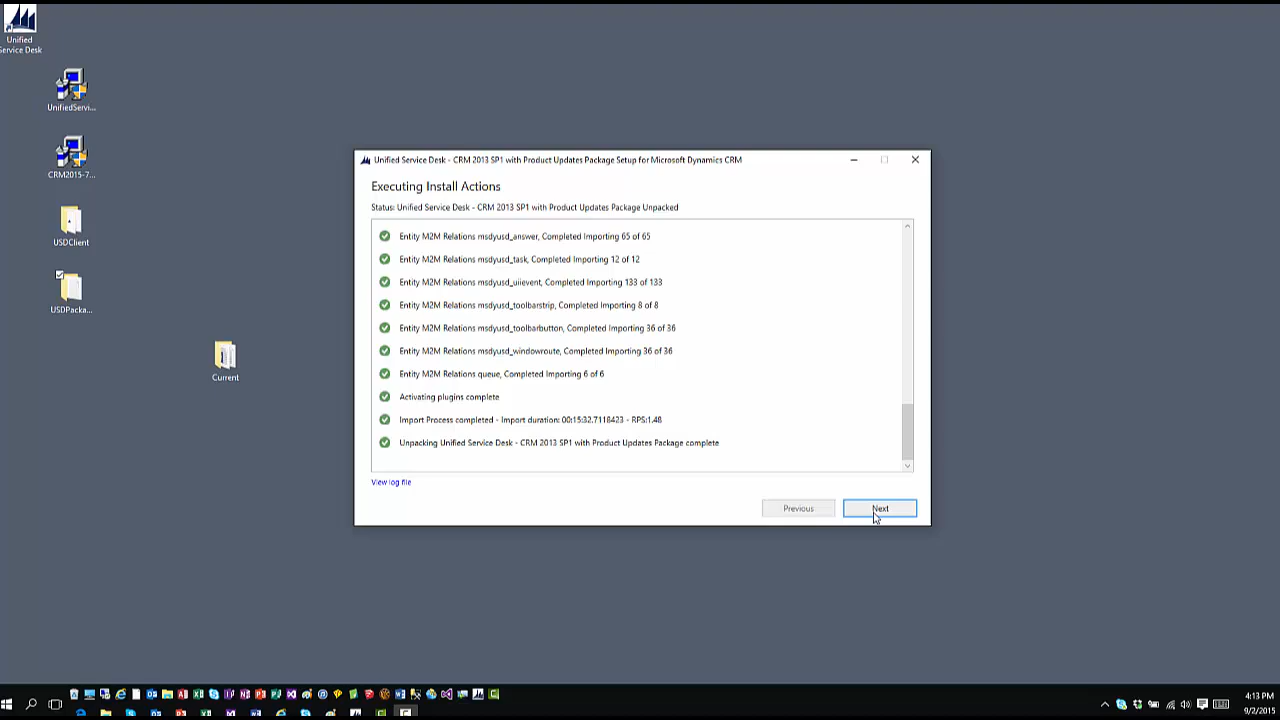 Unified
Service Desk
UnifiedServi...
CRM2015-7...
USDClient
USDPacka...
Current
Unified Service Desk - CRM 2013 SP1 with Product Updates Package Setup for Microsoft Dynamics CRM
Executing Install Actions
Status: Unified Service Desk - CRM 2013 SP1 with Product Updates Package Unpacked
Entity M2M Relations msdyusd_answer, Completed Importing 65 of 65
Entity M2M Relations msdyusd_task, Completed Importing 12 of 12
Entity M2M Relations msdyusd_uiievent, Completed Importing 133 of 133
Entity M2M Relations msdyusd_toolbarstrip, Completed Importing 8 of 8
Entity M2M Relations msdyusd_toolbarbutton, Completed Importing 36 of 36
Entity M2M Relations msdyusd_windowroute, Completed Importing 36 of 36
Entity M2M Relations queue, Completed Importing 6 of 6
Activating plugins complete
Import Process completed - Import duration: 00:15:32.7118423 - RPS:1.48
Unpacking Unified Service Desk - CRM 2013 SP1 with Product Updates Package complete
View log file
Previous
Next
4:13 PM
9/2/2015